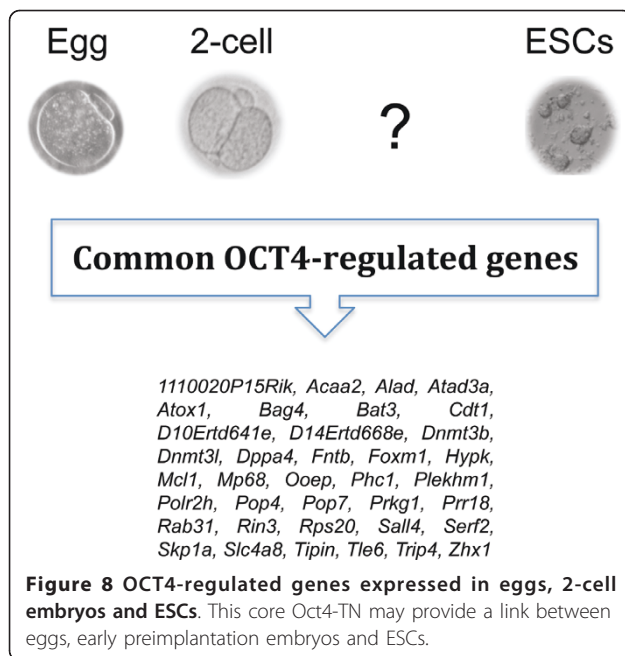 Egg 2-cell ? ESCs
Common OCT4-regulated genes
1110020P15Rik, Acaa2, Alad, Atad3a,
Atox1, Bag4, Bat3, Cdt1,
D10Ertd641e, D14Ertd668e, Dnmt3b,
Dnmt3l, Dppa4, Fntb, Foxm1, Hypk,
Mcl1, Mp68, Ooep, Phc1, Plekhm1,
Polr2h, Pop4, Pop7, Prkg1, Prr18,
Rab31, Rin3, Rps20, Sall4, Serf2,
Skp1a, Slc4a8, Tipin, Tle6, Trip4, Zhx1
Figure 8 OCT4-regulated genes expressed in eggs, 2-cell
embryos and ESCs. This core Oct4-TN may provide a link between
eggs, early preimplantation embryos and ESCs.